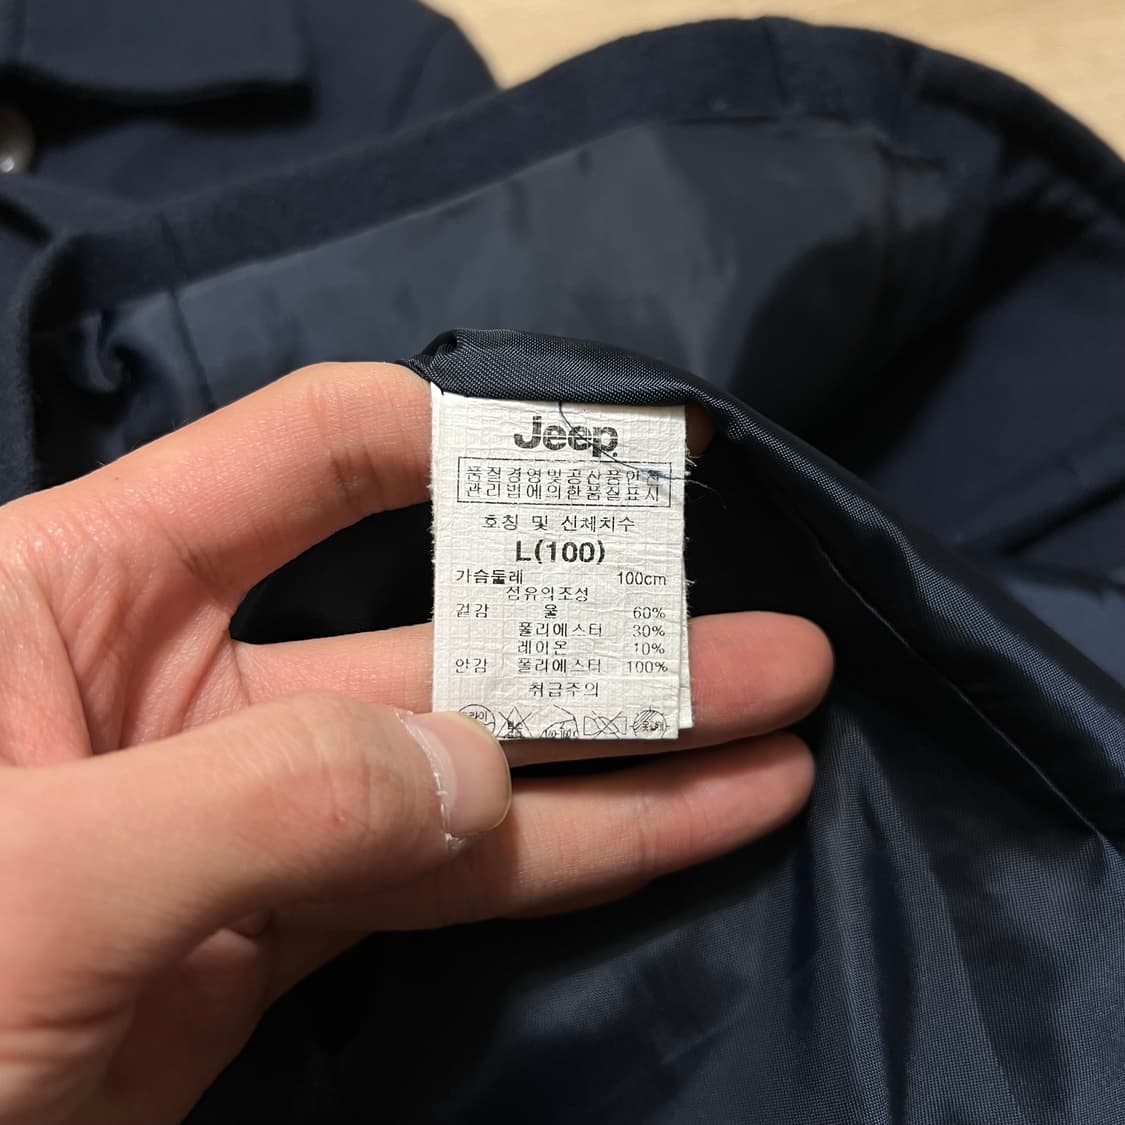 Jeep
품질경영및공산품안전
관리법에의한품질표시
호칭 및 신체치수
L(100)
가슴둘레 100cm
섬유의조성
겉감 울 60%
폴리에스터 30%
레이온 10%
안감 폴리에스터 100%
취급주의